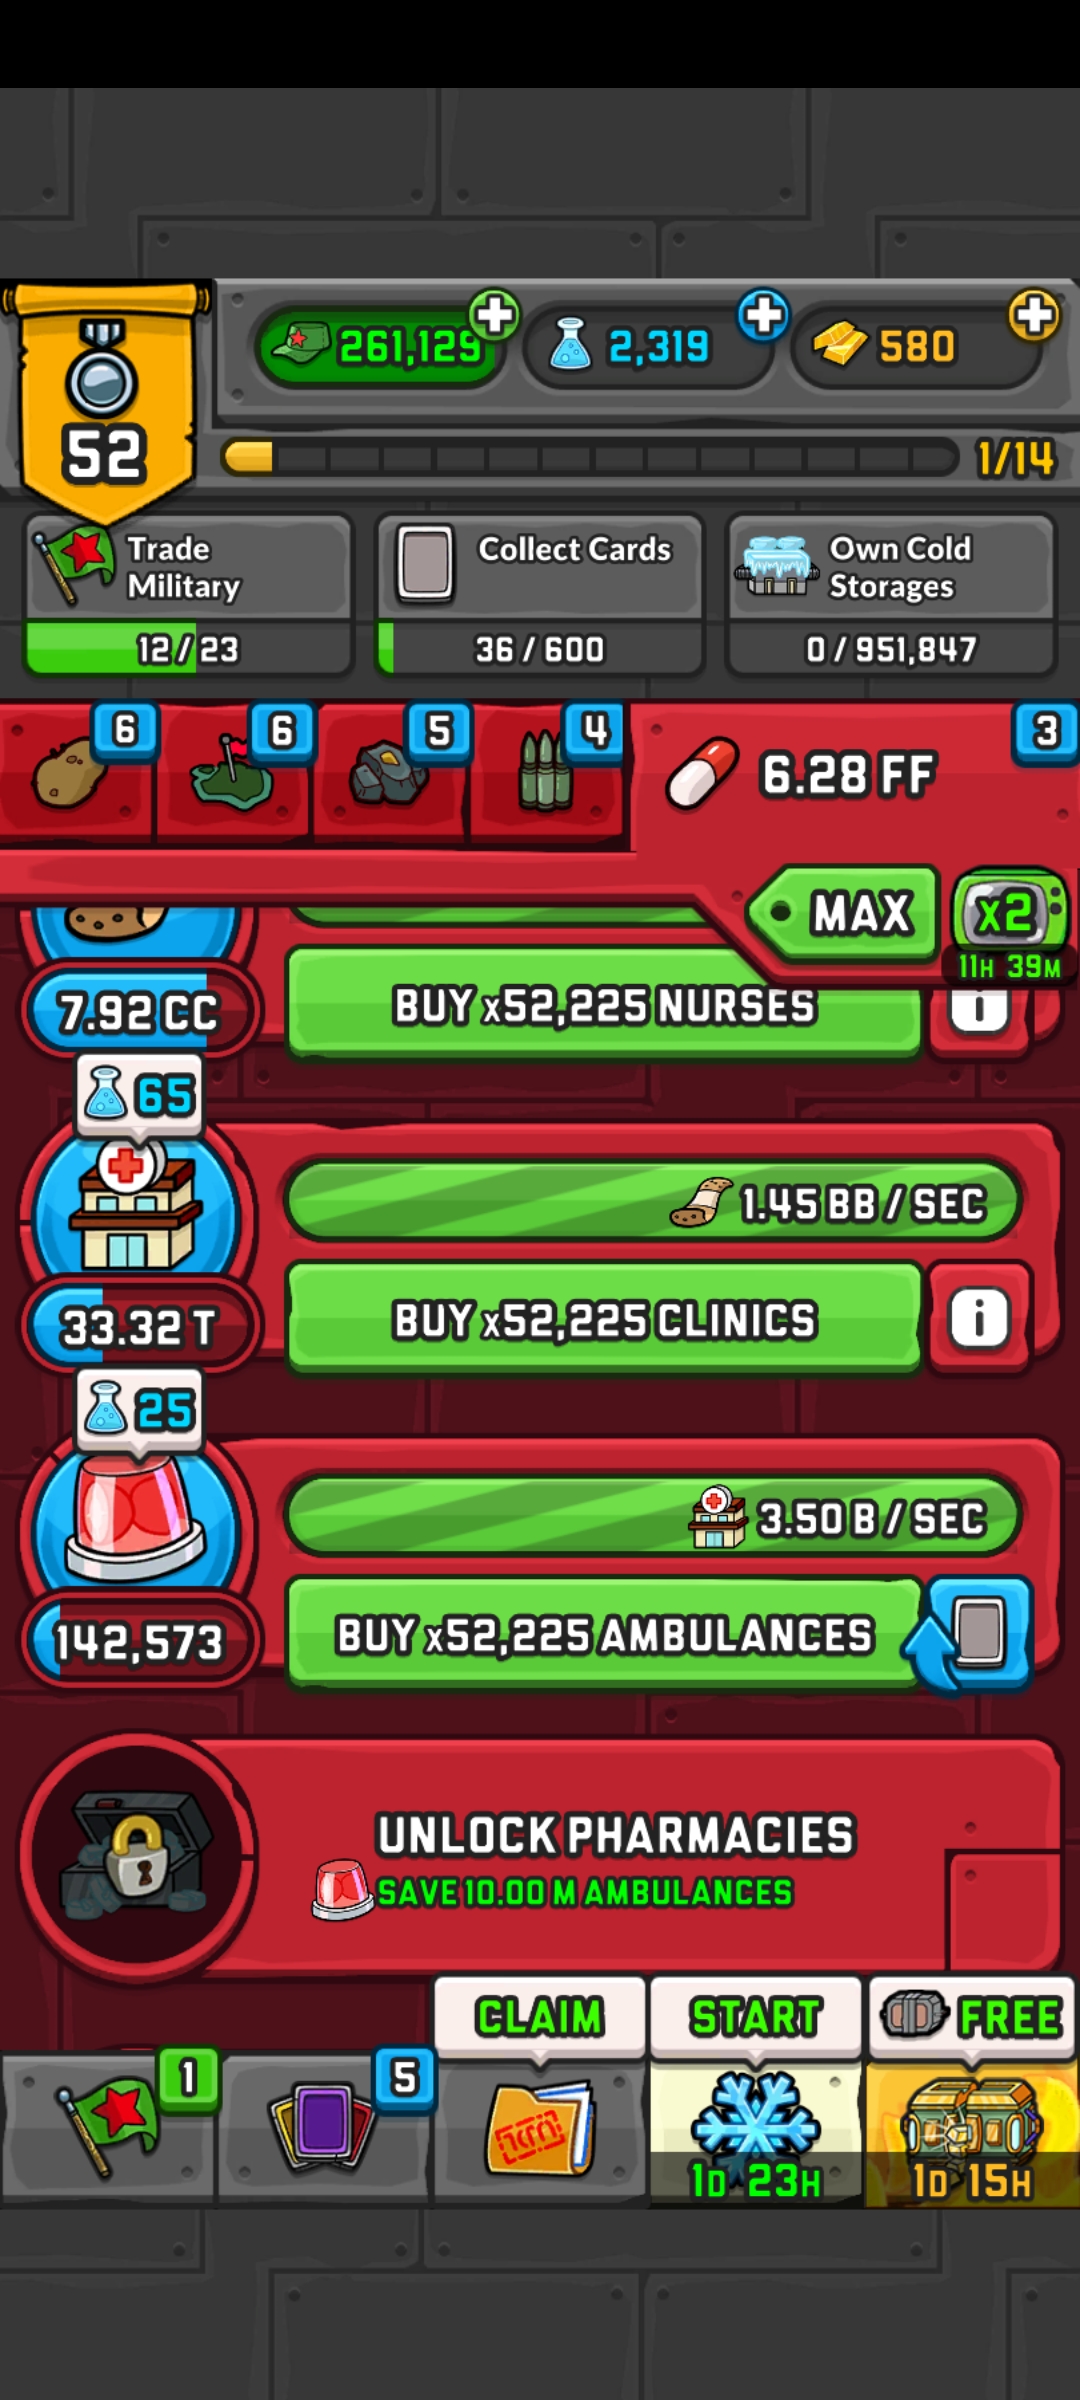 261,129
2,319
580
52
1/14
Trade
Military
12 / 23
Collect Cards
36 / 600
Own Cold
Storages
0 / 951,847
6
6
5
4
6.28 FF
3
MAX
x2
11H 39M
7.92 CC
BUY x52,225 NURSES
i
65
1.45 BB / SEC
33.32 T
BUY x52,225 CLINICS
i
25
3.50 B / SEC
142,573
BUY x52,225 AMBULANCES
UNLOCK PHARMACIES
SAVE 10.00 M AMBULANCES
CLAIM
START
FREE
1
5
1D 23H
1D 15H